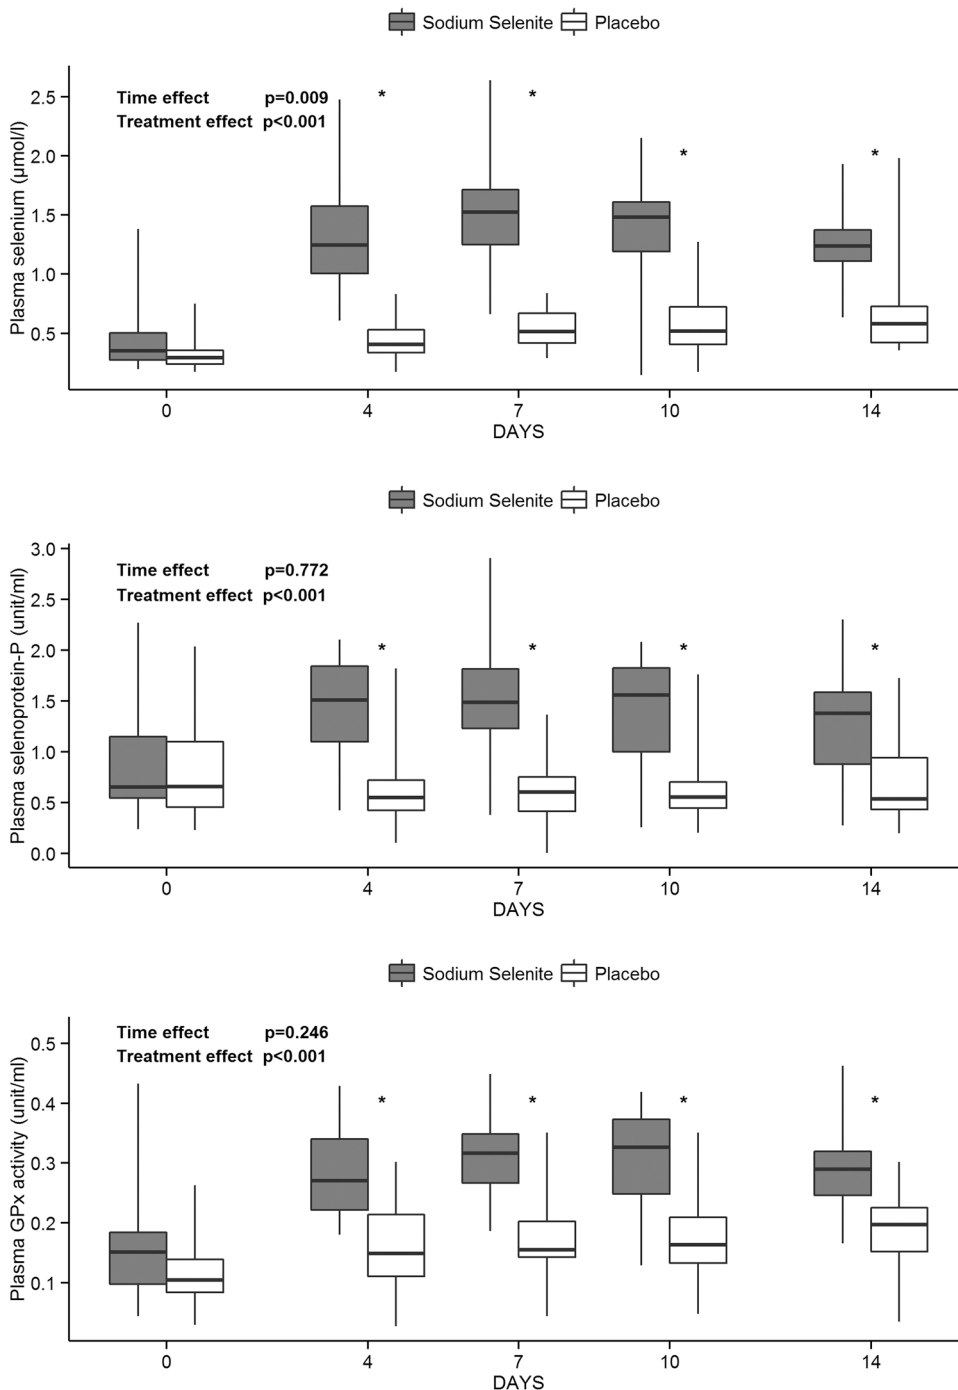 Sodium Selenite Placebo
Plasma selenium (µmol/l)
2.5
2.0
1.5
1.0
0.5
Time effect p=0.009
Treatment effect p<0.001
* * * *
0 4 7 10 14
DAYS
Sodium Selenite Placebo
Plasma selenoprotein-P (unit/ml)
3.0
2.5
2.0
1.5
1.0
0.5
0.0
Time effect p=0.772
Treatment effect p<0.001
* * * *
0 4 7 10 14
DAYS
Sodium Selenite Placebo
Plasma GPx activity (unit/ml)
0.5
0.4
0.3
0.2
0.1
Time effect p=0.246
Treatment effect p<0.001
* * * *
0 4 7 10 14
DAYS